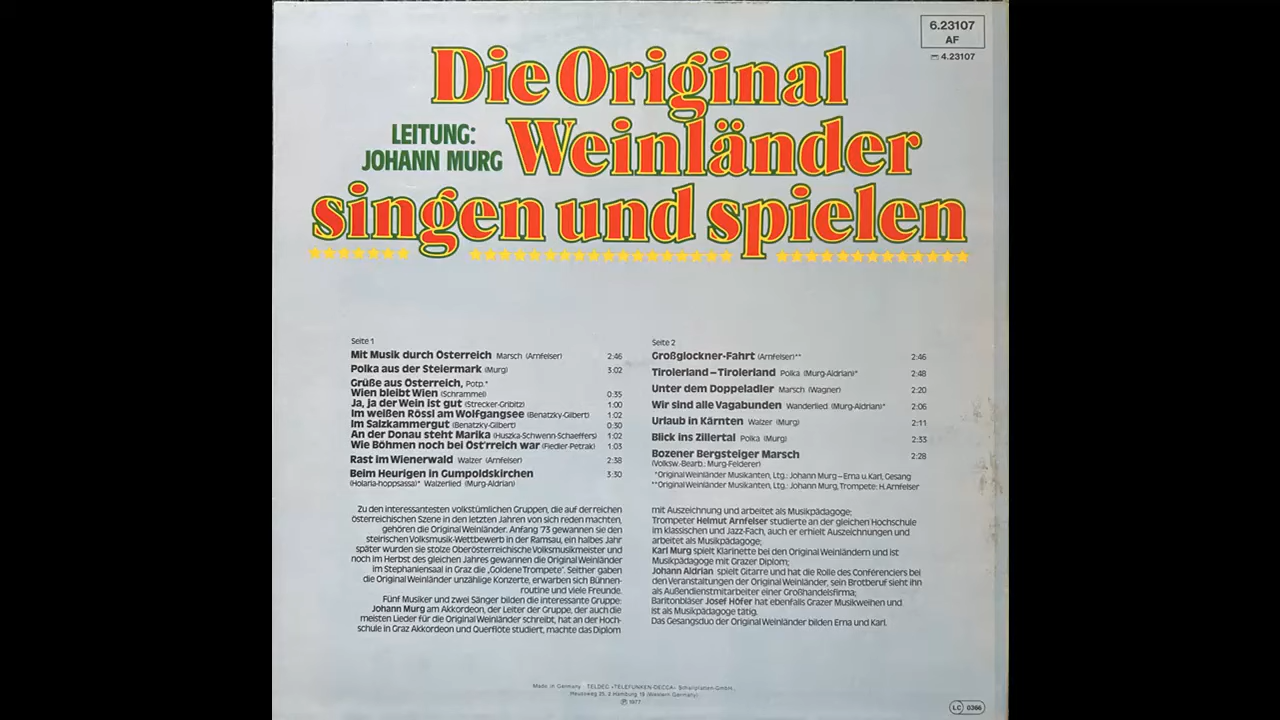 6.23107
AF
4.23107
Die Original
LEITUNG:
JOHANN MURG
Weinländer
singen und spielen
Seite 1
Mit Musik durch Österreich Marsch (Arnfelser) 2:46
Polka aus der Steiermark (Murg) 3:02
Grüße aus Österreich, Potp.*
Wien bleibt Wien (Schrammel) 0:35
Ja, ja der Wein ist gut (Strecker-Gribitz) 1:00
Im weißen Rössl am Wolfgangsee (Benatzky-Gilbert) 1:02
Im Salzkammergut (Benatzky-Gilbert) 0:30
An der Donau steht Marika (Huszka-Schwenn-Schaeffers) 1:02
Wie Böhmen noch bei Öst'rreich war (Fiedler-Petrak) 1:03
Rast im Wienerwald Walzer (Arnfelser) 2:38
Beim Heurigen in Gumpoldskirchen 3:30
(Holaria-hoppsassa)* Walzerlied (Murg-Aldrian)
Seite 2
Großglockner-Fahrt (Arnfelser)** 2:46
Tirolerland – Tirolerland Polka (Murg-Aldrian)* 2:48
Unter dem Doppeladler Marsch (Wagner) 2:20
Wir sind alle Vagabunden Wanderlied (Murg-Aldrian)* 2:06
Urlaub in Kärnten Walzer (Murg) 2:11
Blick ins Zillertal Polka (Murg) 2:33
Bozener Bergsteiger Marsch 2:28
(Volksw.-Bearb.: Murg-Felderer)
*Original Weinländer Musikanten, Ltg.: Johann Murg – Erna u. Karl, Gesang
**Original Weinländer Musikanten, Ltg.: Johann Murg, Trompete: H. Arnfelser
Zu den interessantesten volkstümlichen Gruppen, die auf der reichen
österreichischen Szene in den letzten Jahren von sich reden machten,
gehören die Original Weinländer. Anfang '73 gewannen sie den
steirischen Volksmusik-Wettbewerb in der Ramsau, ein halbes Jahr
später wurden sie stolze Oberösterreichische Volksmusikmeister und
noch im Herbst des gleichen Jahres gewannen die Original Weinländer
im Stephaniensaal in Graz die „Goldene Trompete". Seither gaben
die Original Weinländer unzählige Konzerte, erwarben sich Bühnen-
routine und viele Freunde.
Fünf Musiker und zwei Sänger bilden die interessante Gruppe:
Johann Murg am Akkordeon, der Leiter der Gruppe, der auch die
meisten Lieder für die Original Weinländer schreibt, hat an der Hoch-
schule in Graz Akkordeon und Querflöte studiert, machte das Diplom
mit Auszeichnung und arbeitet als Musikpädagoge;
Trompeter Helmut Arnfelser studierte an der gleichen Hochschule
im klassischen und Jazz-Fach, auch er erhielt Auszeichnungen und
arbeitet als Musikpädagoge;
Karl Murg spielt Klarinette bei den Original Weinländern und ist
Musikpädagoge mit Grazer Diplom;
Johann Aldrian spielt Gitarre und hat die Rolle des Conférenciers bei
den Veranstaltungen der Original Weinländer, sein Brotberuf sieht ihn
als Außendienstmitarbeiter einer Großhandelsfirma;
Baritonbläser Josef Höfer hat ebenfalls Grazer Musikweihen und
ist als Musikpädagoge tätig.
Das Gesangsduo der Original Weinländer bilden Erna und Karl.
Made in Germany TELDEC »TELEFUNKEN-DECCA« Schallplatten-GmbH.,
Heussweg 25, 2 Hamburg 19 (Western Germany)
℗ 1977
LC 0366